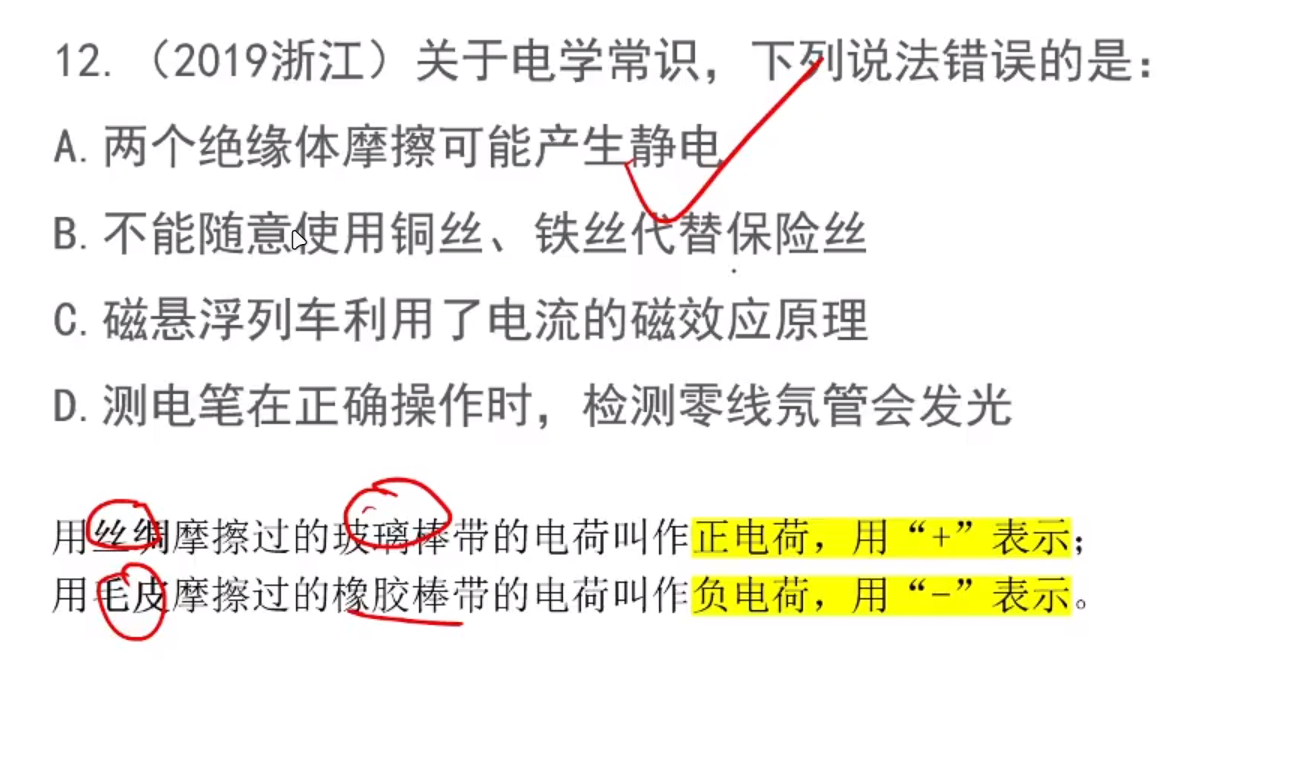 12.（2019浙江）关于电学常识，下列说法错误的是：
A.两个绝缘体摩擦可能产生静电
B.不能随意使用铜丝、铁丝代替保险丝
C.磁悬浮列车利用了电流的磁效应原理
D.测电笔在正确操作时，检测零线氖管会发光
用丝绸摩擦过的玻璃棒带的电荷叫作正电荷，用“+”表示；
用毛皮摩擦过的橡胶棒带的电荷叫作负电荷，用“-”表示。